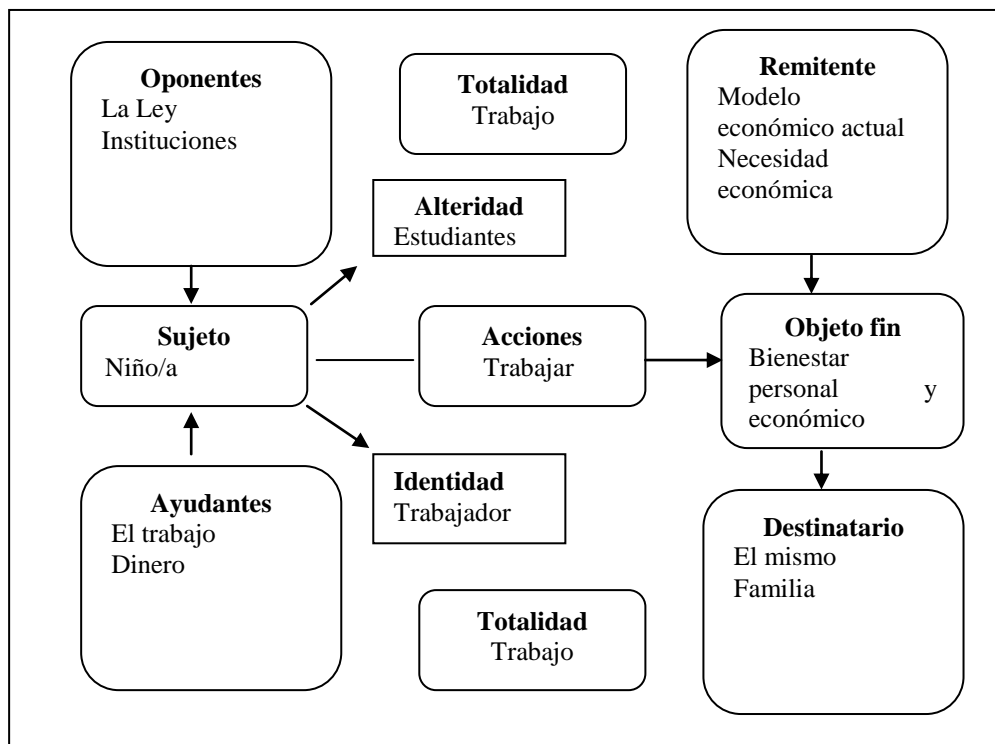 Oponentes
La Ley
Instituciones
Totalidad
Trabajo
Remitente
Modelo
económico actual
Necesidad
económica
Alteridad
Estudiantes
Sujeto
Niño/a
Acciones
Trabajar
Objeto fin
Bienestar
personal y
económico
Identidad
Trabajador
Ayudantes
El trabajo
Dinero
Totalidad
Trabajo
Destinatario
El mismo
Familia